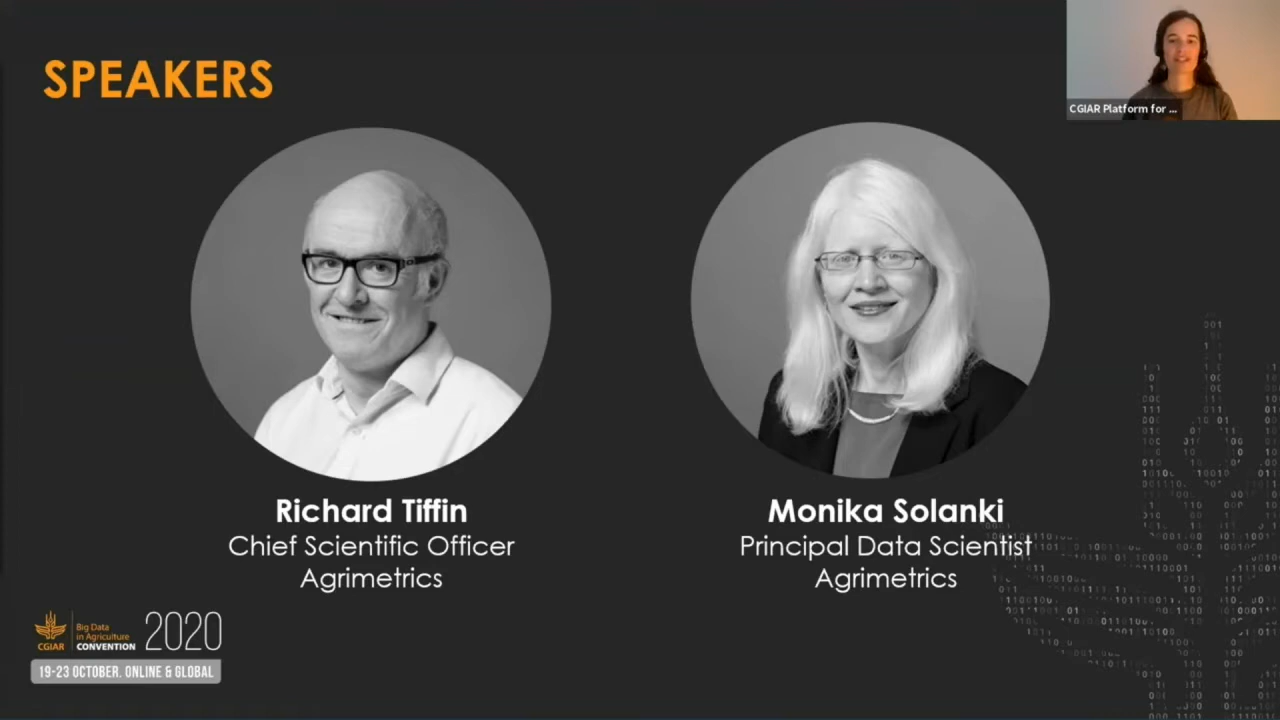 SPEAKERS
CGIAR Platform for ...
Richard Tiffin
Chief Scientific Officer
Agrimetrics
Monika Solanki
Principal Data Scientist
Agrimetrics
CGIAR
Big Data
in Agriculture
CONVENTION
2020
19-23 OCTOBER. ONLINE & GLOBAL